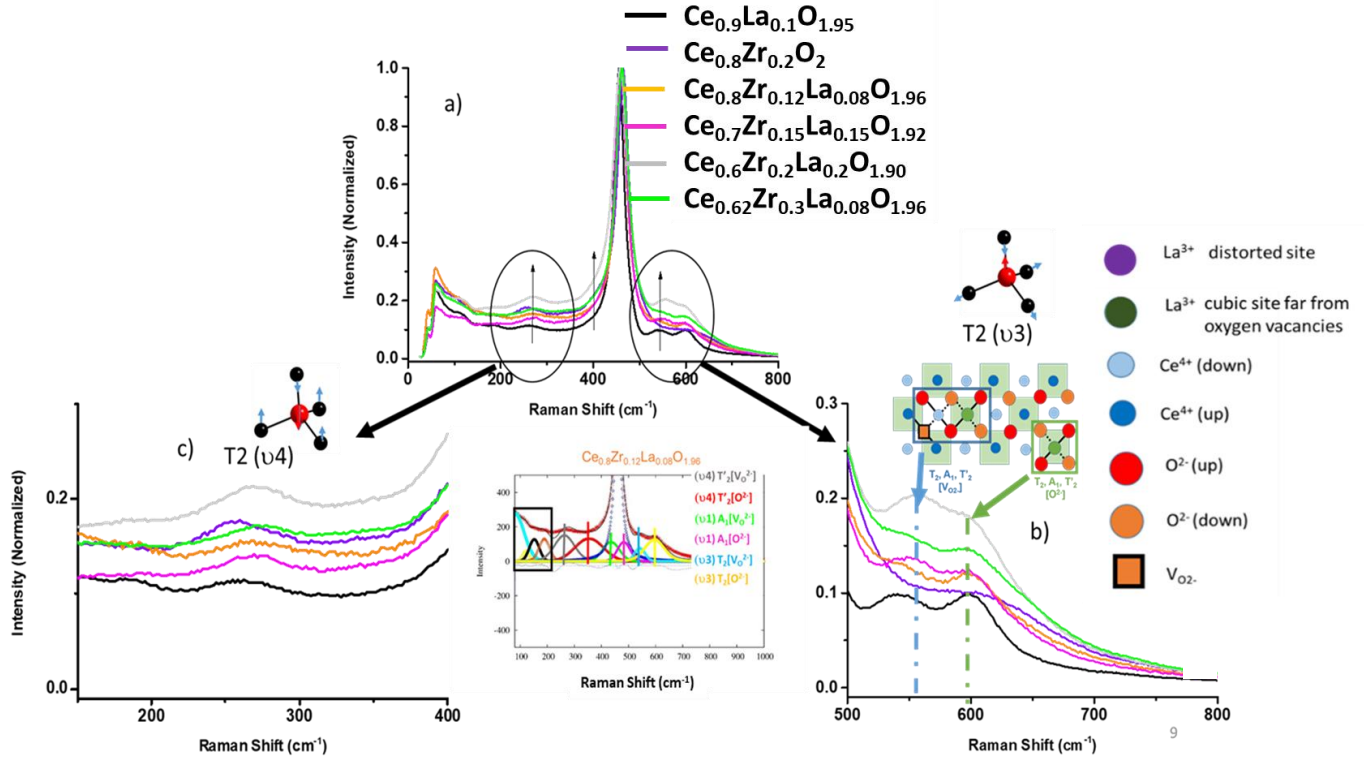 Ce0.9La0.1O1.95
Ce0.8Zr0.2O2
Ce0.8Zr0.12La0.08O1.96
Ce0.7Zr0.15La0.15O1.92
Ce0.6Zr0.2La0.2O1.90
Ce0.62Zr0.3La0.08O1.96
a)
Intensity (Normalized)
1.0
0.8
0.6
0.4
0.2
0.0
0
200
400
600
800
Raman Shift (cm-1)
T2 (υ3)
La3+ distorted site
La3+ cubic site far from
oxygen vacancies
Ce4+ (down)
Ce4+ (up)
O2- (up)
O2- (down)
VO2-
T2 (υ4)
c)
Intensity (Normalized)
0.2
0.0
200
300
400
Raman Shift (cm-1)
Ce0.8Zr0.12La0.08O1.96
(υ4) T'2[VO2-]
(υ4) T'2[O2-]
(υ1) A1[VO2-]
(υ1) A1[O2-]
(υ3) T2[VO2-]
(υ3) T2[O2-]
Intensity
400
200
0
-200
-400
100
200
300
400
500
600
700
800
900
1000
Raman Shift (cm-1)
T2, A1, T'2
[VO2-]
T2, A1, T'2
[O2-]
b)
0.3
0.2
0.1
0.0
500
600
700
800
Raman Shift (cm-1)
9